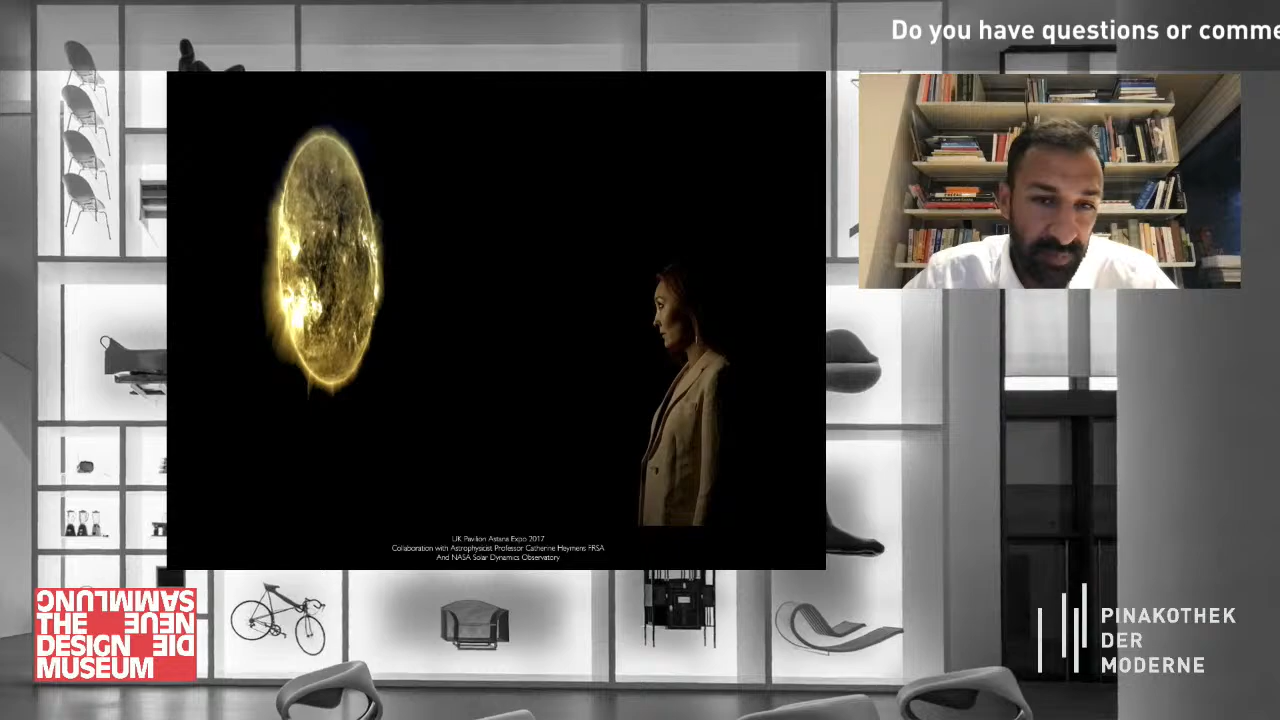 Do you have questions or comme
UK Pavilion Astana Expo 2017
Collaboration with Astrophysicist Professor Catherine Heymens FRSA
And NASA Solar Dynamics Observatory
THE
DESIGN
MUSEUM
DIE
NEUE
SAMMLUNG
PINAKOTHEK
DER
MODERNE